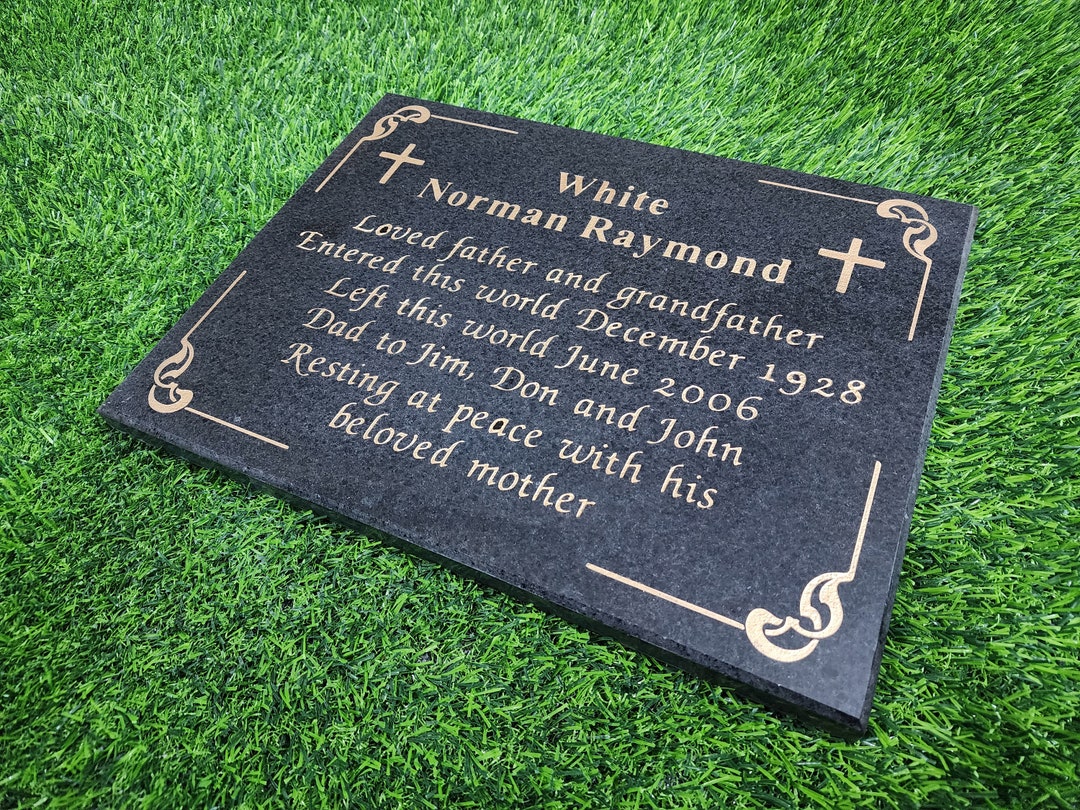 White
Norman Raymond
Loved father and grandfather
Entered this world December 1928
Left this world June 2006
Dad to Jim, Don and John
Resting at peace with his
beloved mother